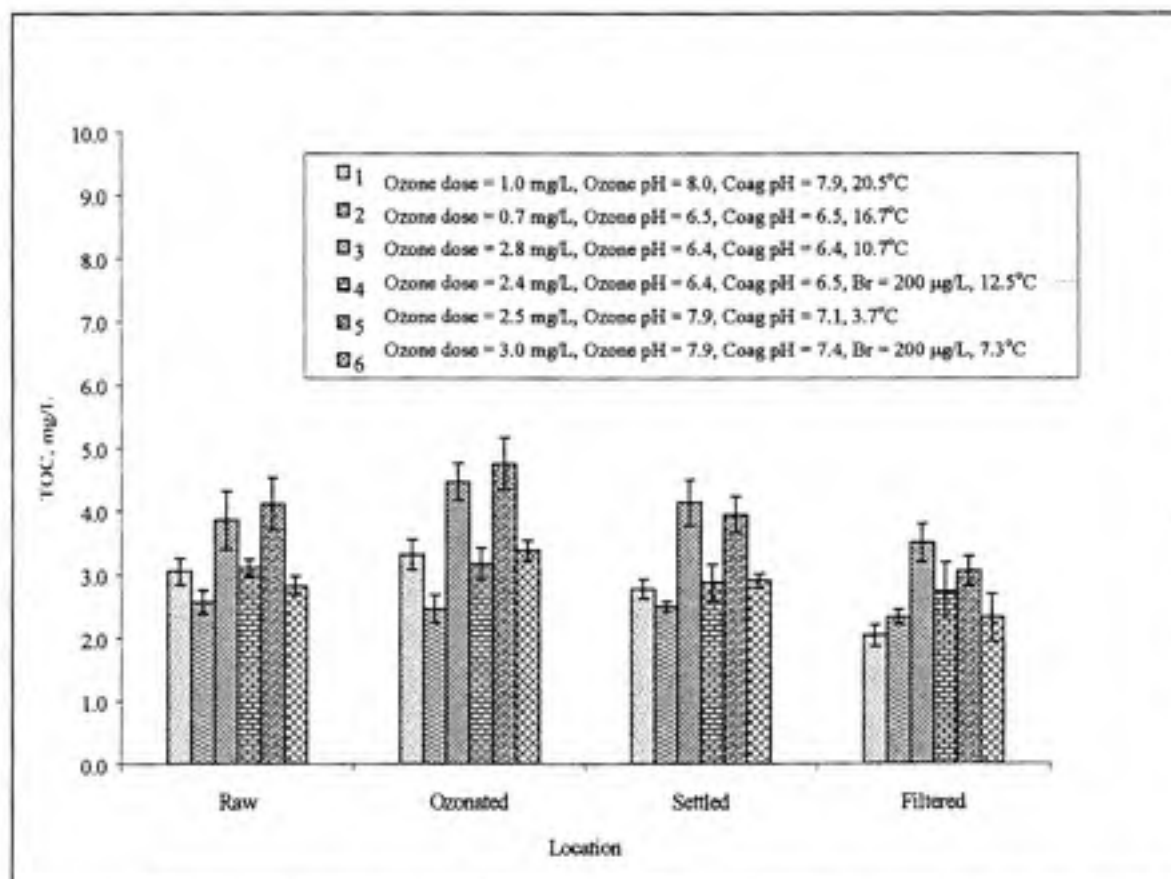 10.0
9.0
8.0
7.0
6.0
5.0
4.0
3.0
2.0
1.0
0.0
TOC, mg/L
1 Ozone dose = 1.0 mg/L, Ozone pH = 8.0, Coag pH = 7.9, 20.5°C
2 Ozone dose = 0.7 mg/L, Ozone pH = 6.5, Coag pH = 6.5, 16.7°C
3 Ozone dose = 2.8 mg/L, Ozone pH = 6.4, Coag pH = 6.4, 10.7°C
4 Ozone dose = 2.4 mg/L, Ozone pH = 6.4, Coag pH = 6.5, Br = 200 µg/L, 12.5°C
5 Ozone dose = 2.5 mg/L, Ozone pH = 7.9, Coag pH = 7.1, 3.7°C
6 Ozone dose = 3.0 mg/L, Ozone pH = 7.9, Coag pH = 7.4, Br = 200 µg/L, 7.3°C
Raw Ozonated Settled Filtered
Location